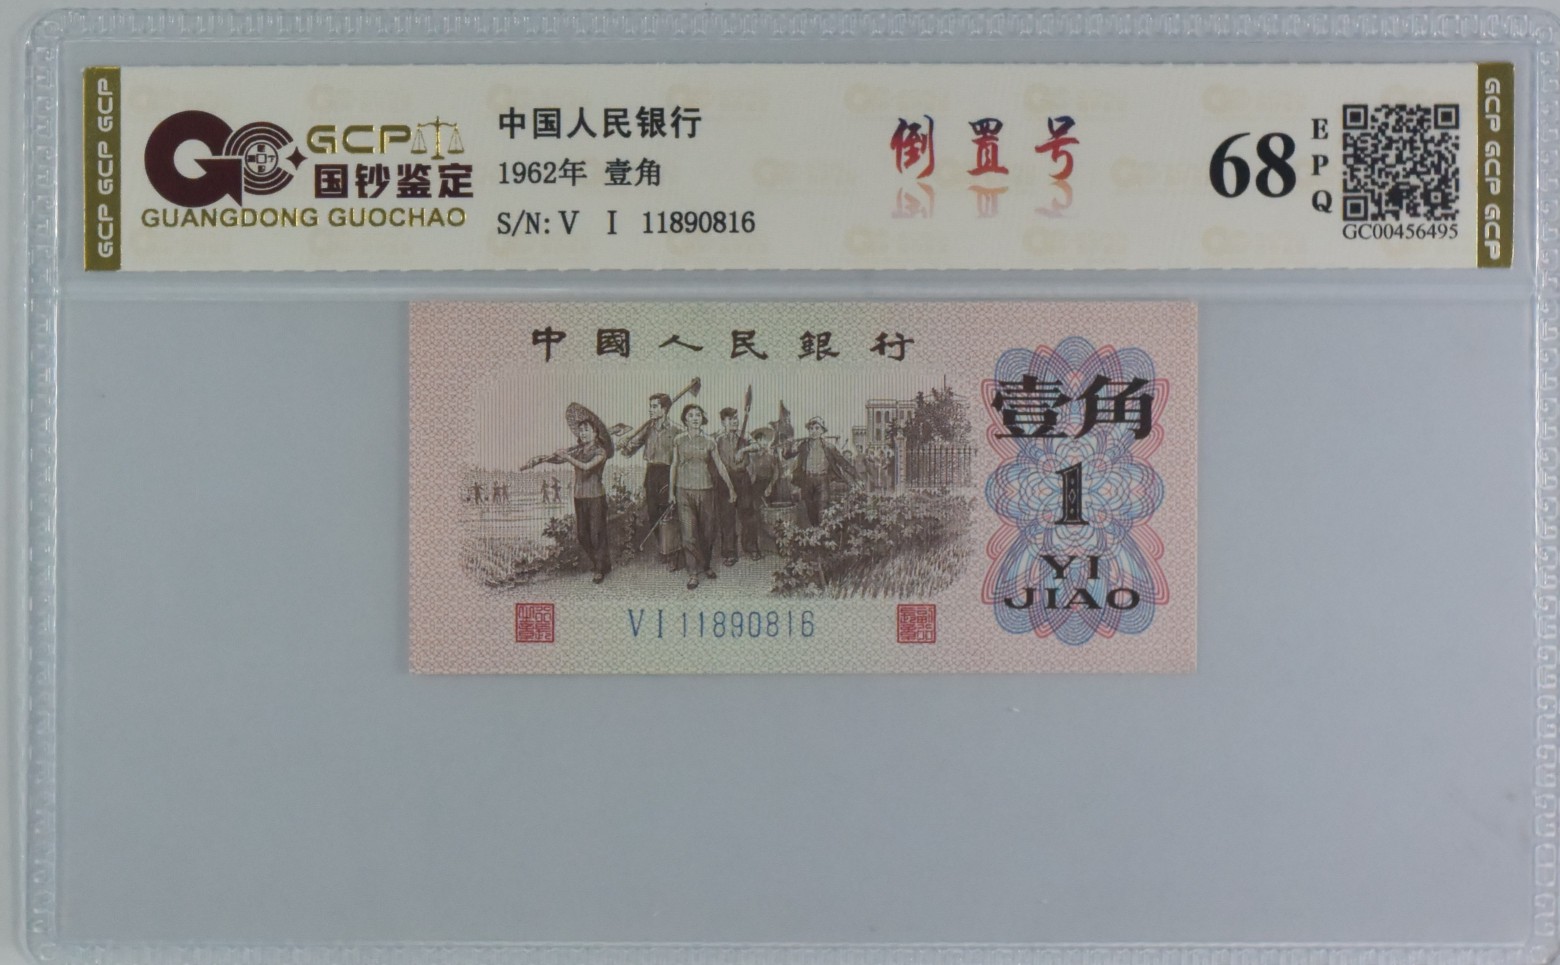 GCP GCP GCP
GCP
国钞鉴定
GUANGDONG GUOCHAO
中国人民银行
1962年 壹角
S/N: V I 11890816
倒置号
68
EPQ
GC00456495
GCP GCP GCP
中國人民銀行
壹角
1
YI
JIAO
VI 11890816